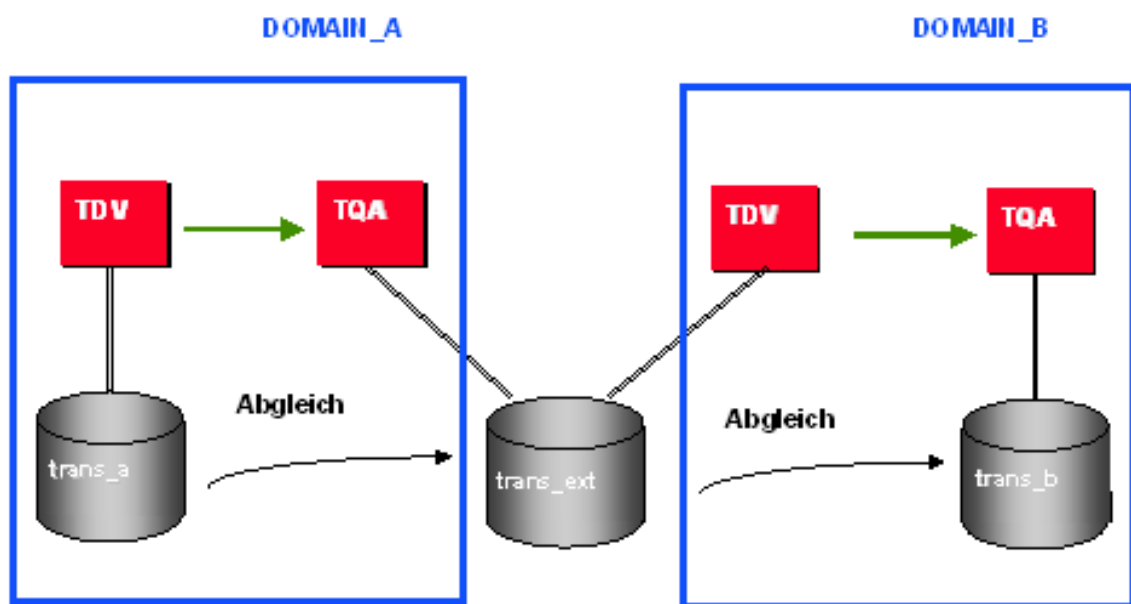 DOMAIN_A
DOMAIN_B
TDV
TQA
TDV
TQA
Abgleich
Abgleich
trans_a
trans_ext
trans_b